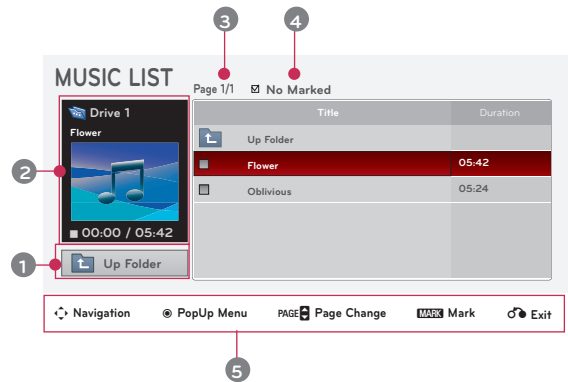 3
4
MUSIC LIST
Page 1/1 ☑ No Marked
Drive 1
Flower
00:00 / 05:42
Up Folder
Title Duration
Up Folder
Flower 05:42
Oblivious 05:24
2
1
Navigation PopUp Menu PAGE Page Change MARK Mark Exit
5